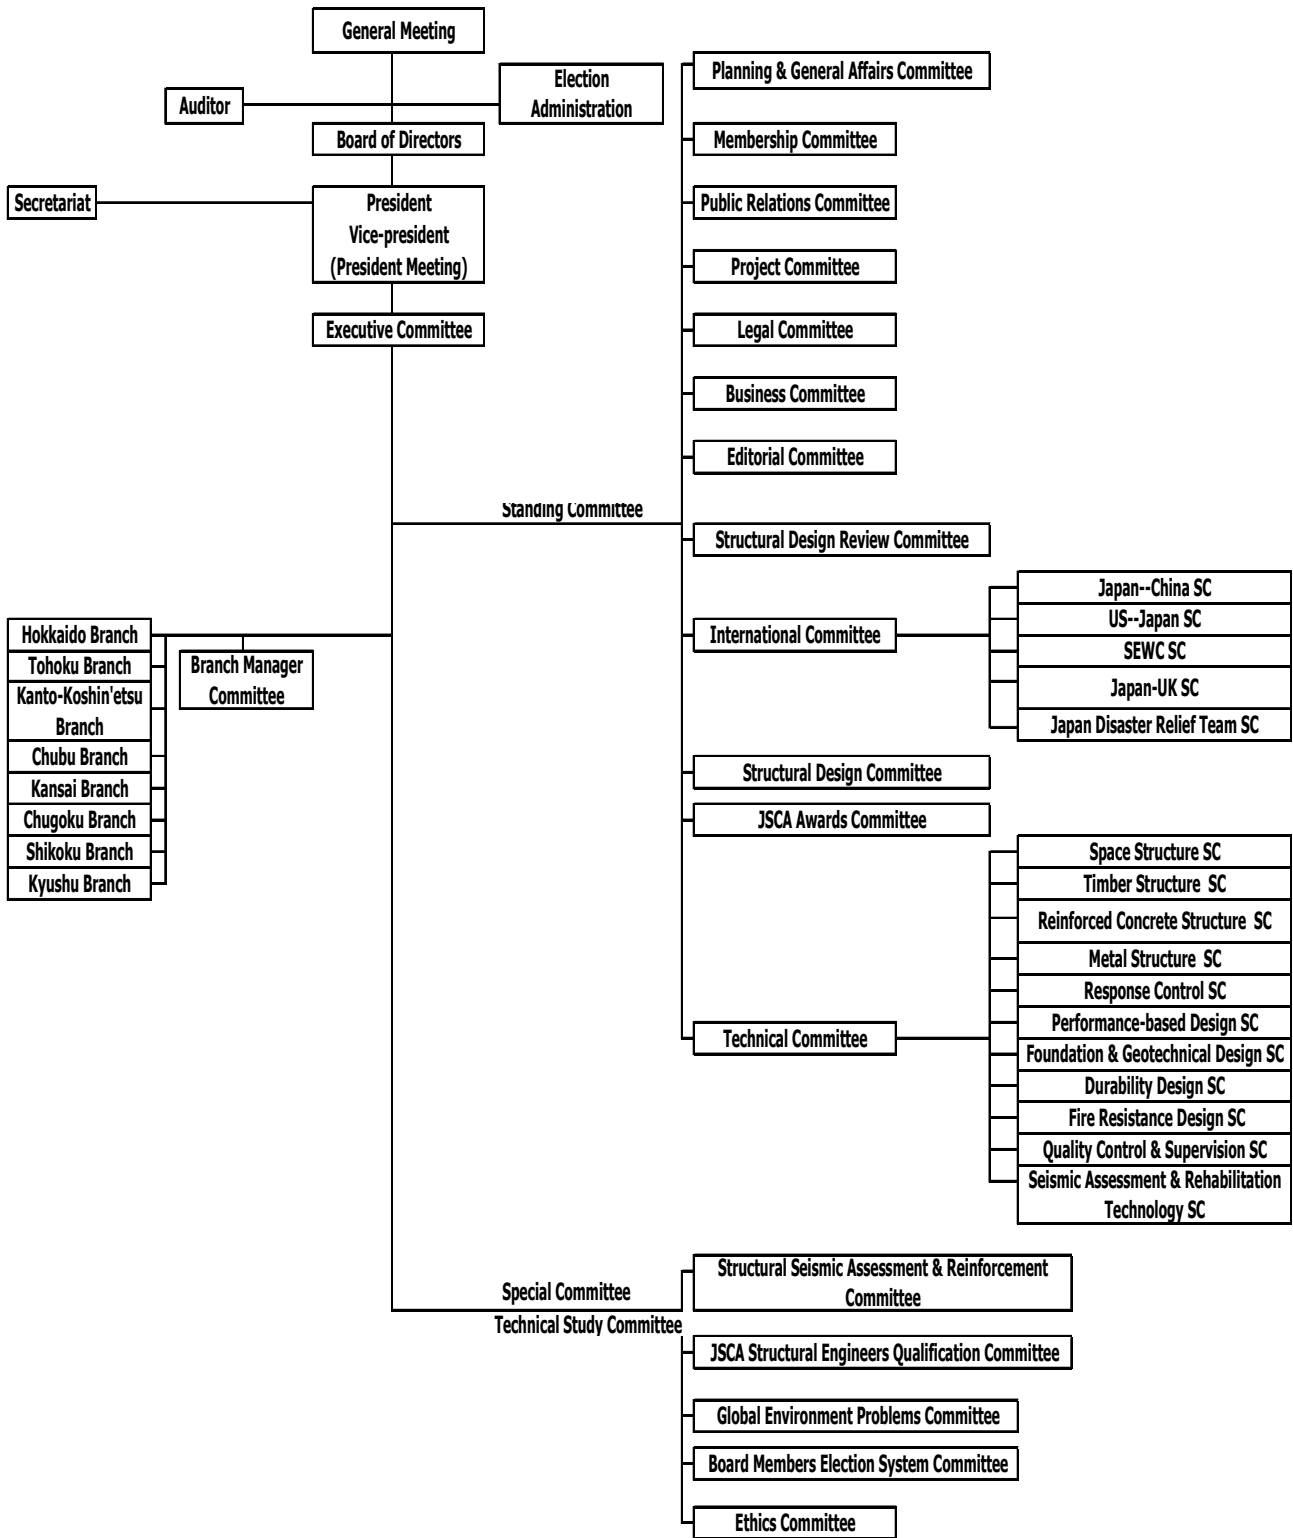 General Meeting
Auditor
Election
Administration
Board of Directors
Secretariat
President
Vice-president
(President Meeting)
Executive Committee
Standing Committee
Planning & General Affairs Committee
Membership Committee
Public Relations Committee
Project Committee
Legal Committee
Business Committee
Editorial Committee
Structural Design Review Committee
International Committee
Japan--China SC
US--Japan SC
SEWC SC
Japan-UK SC
Japan Disaster Relief Team SC
Structural Design Committee
JSCA Awards Committee
Technical Committee
Space Structure SC
Timber Structure SC
Reinforced Concrete Structure SC
Metal Structure SC
Response Control SC
Performance-based Design SC
Foundation & Geotechnical Design SC
Durability Design SC
Fire Resistance Design SC
Quality Control & Supervision SC
Seismic Assessment & Rehabilitation
Technology SC
Hokkaido Branch
Tohoku Branch
Kanto-Koshin'etsu
Branch
Chubu Branch
Kansai Branch
Chugoku Branch
Shikoku Branch
Kyushu Branch
Branch Manager
Committee
Special Committee
Technical Study Committee
Structural Seismic Assessment & Reinforcement
Committee
JSCA Structural Engineers Qualification Committee
Global Environment Problems Committee
Board Members Election System Committee
Ethics Committee